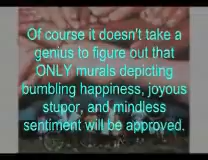 Of course it doesn't take a
genius to figure out that
ONLY murals depicting
bumbling happiness, joyous
stupor, and mindless
sentiment will be approved.